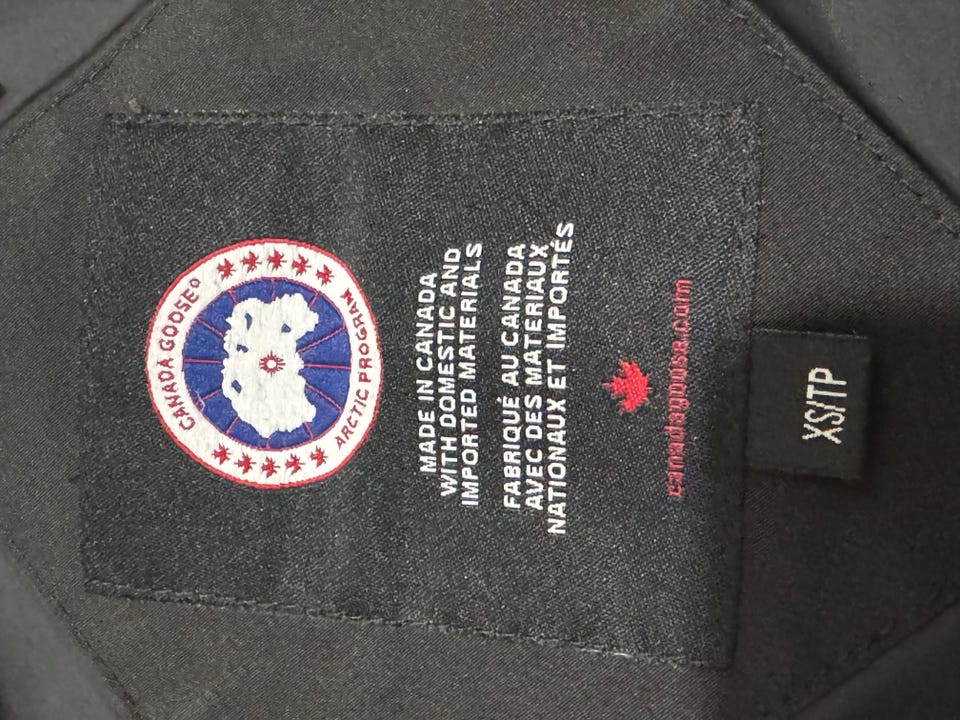 CANADA GOOSE®
ARCTIC PROGRAM
MADE IN CANADA
WITH DOMESTIC AND
IMPORTED MATERIALS
FABRIQUÉ AU CANADA
AVEC DES MATÉRIAUX
NATIONAUX ET IMPORTÉS
canadagoose.com
XS/TP